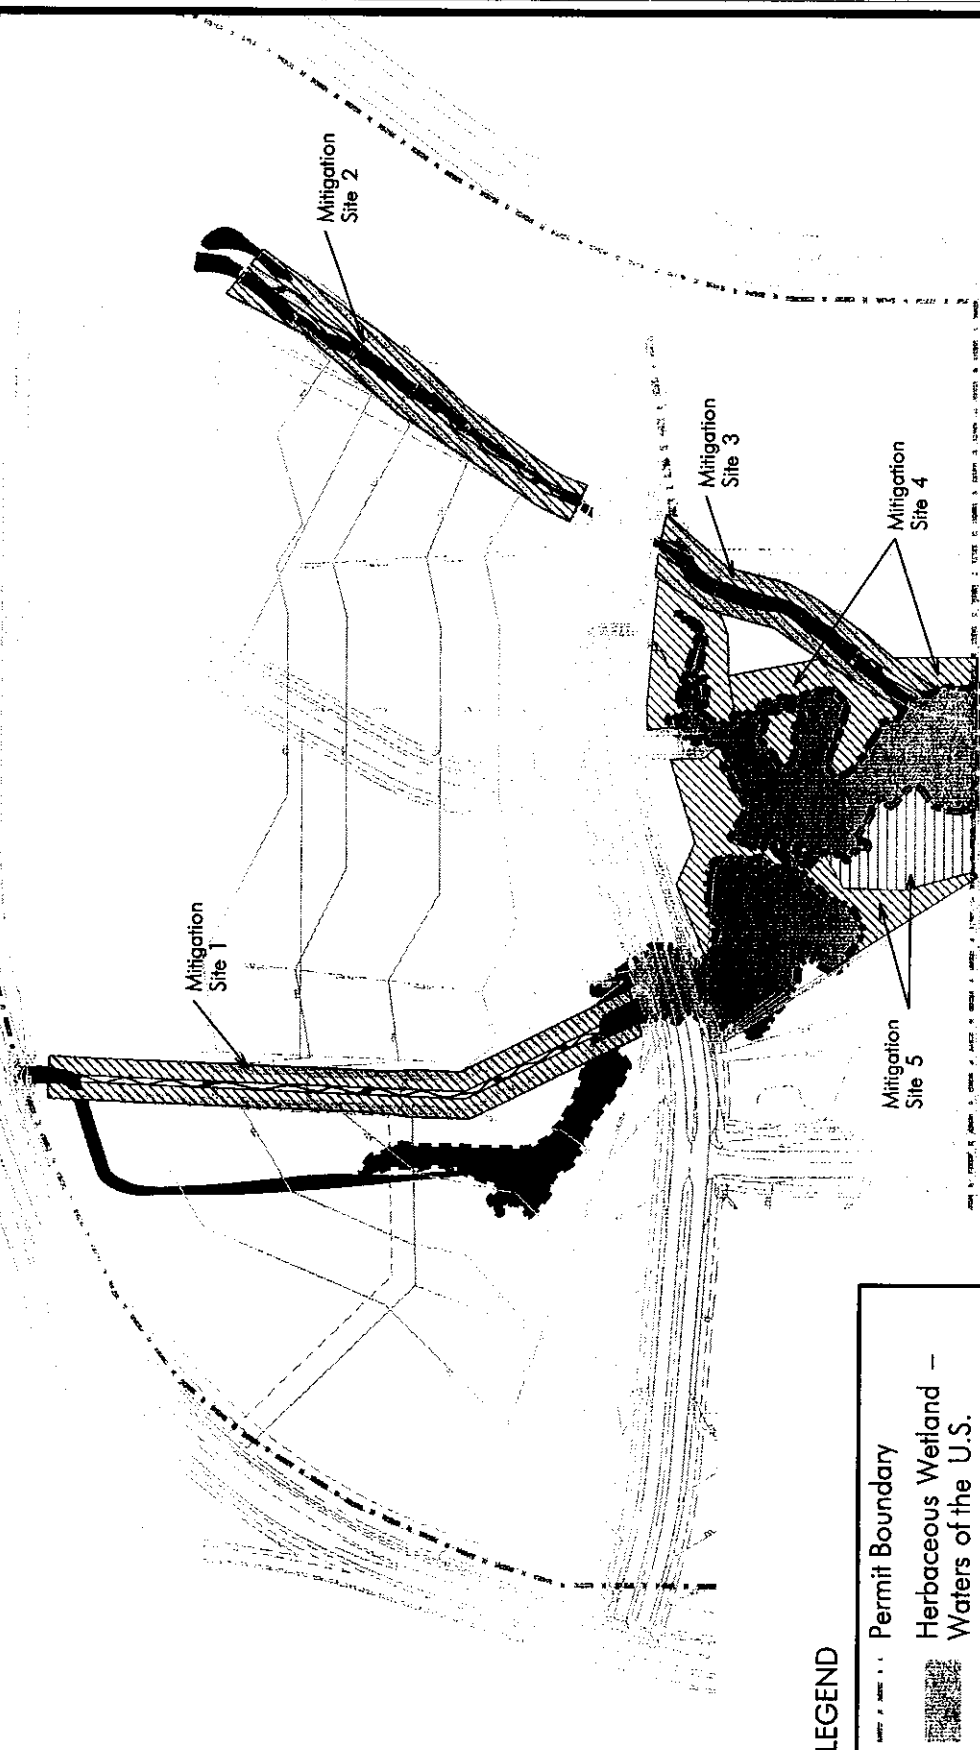 Mitigation
Site 1
Mitigation
Site 2
Mitigation
Site 3
Mitigation
Site 4
Mitigation
Site 5
LEGEND
Permit Boundary
Herbaceous Wetland –
Waters of the U.S.